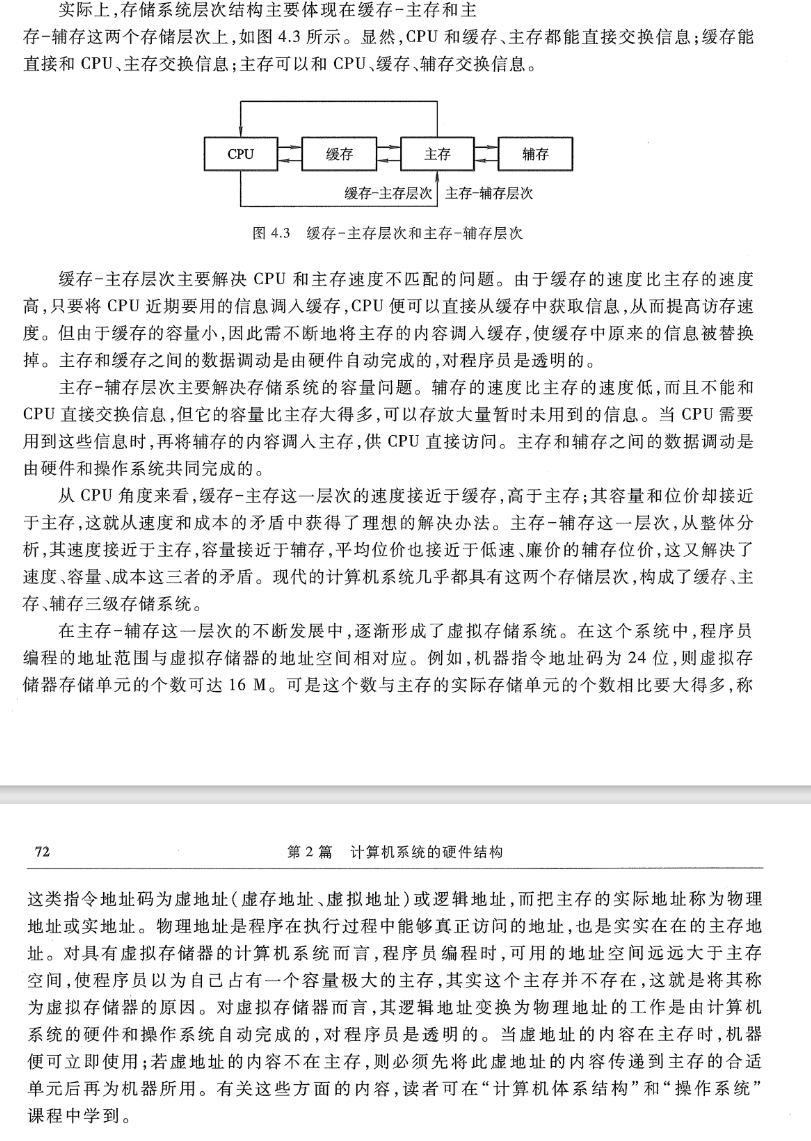 实际上,存储系统层次结构主要体现在缓存-主存和主
存-辅存这两个存储层次上,如图 4.3 所示。显然,CPU 和缓存、主存都能直接交换信息;缓存能
直接和 CPU、主存交换信息;主存可以和 CPU、缓存、辅存交换信息。
CPU 缓存 主存 辅存
缓存-主存层次 主存-辅存层次
图 4.3 缓存-主存层次和主存-辅存层次
缓存-主存层次主要解决 CPU 和主存速度不匹配的问题。由于缓存的速度比主存的速度
高,只要将 CPU 近期要用的信息调入缓存,CPU 便可以直接从缓存中获取信息,从而提高访存速
度。但由于缓存的容量小,因此需不断地将主存的内容调入缓存,使缓存中原来的信息被替换
掉。主存和缓存之间的数据调动是由硬件自动完成的,对程序员是透明的。
主存-辅存层次主要解决存储系统的容量问题。辅存的速度比主存的速度低,而且不能和
CPU 直接交换信息,但它的容量比主存大得多,可以存放大量暂时未用到的信息。当 CPU 需要
用到这些信息时,再将辅存的内容调入主存,供 CPU 直接访问。主存和辅存之间的数据调动是
由硬件和操作系统共同完成的。
从 CPU 角度来看,缓存-主存这一层次的速度接近于缓存,高于主存;其容量和位价却接近
于主存,这就从速度和成本的矛盾中获得了理想的解决办法。主存-辅存这一层次,从整体分
析,其速度接近于主存,容量接近于辅存,平均位价也接近于低速、廉价的辅存位价,这又解决了
速度、容量、成本这三者的矛盾。现代的计算机系统几乎都具有这两个存储层次,构成了缓存、主
存、辅存三级存储系统。
在主存-辅存这一层次的不断发展中,逐渐形成了虚拟存储系统。在这个系统中,程序员
编程的地址范围与虚拟存储器的地址空间相对应。例如,机器指令地址码为 24 位,则虚拟存
储器存储单元的个数可达 16 M。可是这个数与主存的实际存储单元的个数相比要大得多,称
72 第 2 篇 计算机系统的硬件结构
这类指令地址码为虚地址(虚存地址、虚拟地址)或逻辑地址,而把主存的实际地址称为物理
地址或实地址。物理地址是程序在执行过程中能够真正访问的地址,也是实实在在的主存地
址。对具有虚拟存储器的计算机系统而言,程序员编程时,可用的地址空间远远大于主存
空间,使程序员以为自己占有一个容量极大的主存,其实这个主存并不存在,这就是将其称
为虚拟存储器的原因。对虚拟存储器而言,其逻辑地址变换为物理地址的工作是由计算机
系统的硬件和操作系统自动完成的,对程序员是透明的。当虚地址的内容在主存时,机器
便可立即使用;若虚地址的内容不在主存,则必须先将此虚地址的内容传递到主存的合适
单元后再为机器所用。有关这些方面的内容,读者可在“计算机体系结构”和“操作系统”
课程中学到。